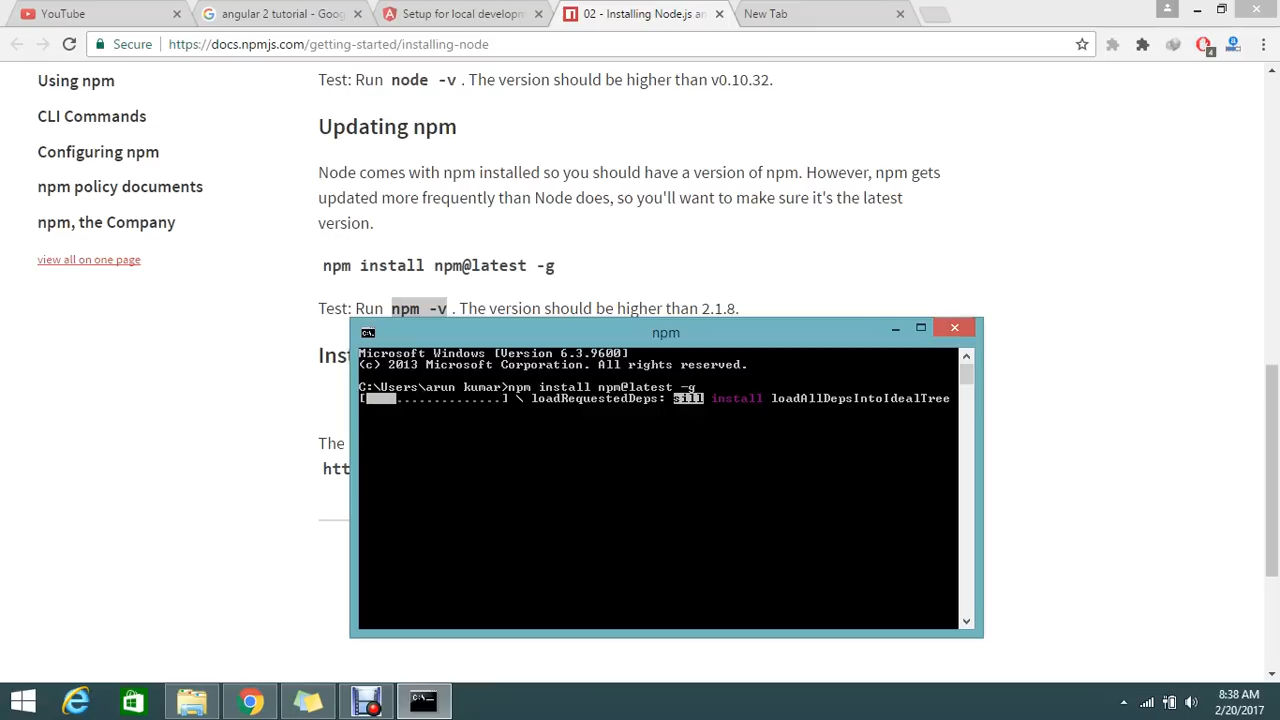 YouTube
angular 2 tutorial - Goog
Setup for local developm
02 - Installing Node.js an
New Tab
Secure
https://docs.npmjs.com/getting-started/installing-node
4
Using npm
CLI Commands
Configuring npm
npm policy documents
npm, the Company
view all on one page
Test: Run node -v . The version should be higher than v0.10.32.
Updating npm
Node comes with npm installed so you should have a version of npm. However, npm gets
updated more frequently than Node does, so you'll want to make sure it's the latest
version.
npm install npm@latest -g
Test: Run npm -v . The version should be higher than 2.1.8.
Inst
The
htt
npm
Microsoft Windows [Version 6.3.9600]
(c) 2013 Microsoft Corporation. All rights reserved.
C:\Users\arun kumar>npm install npm@latest -g
[ ..............] \ loadRequestedDeps: sill install loadAllDepsIntoIdealTree
8:38 AM
2/20/2017